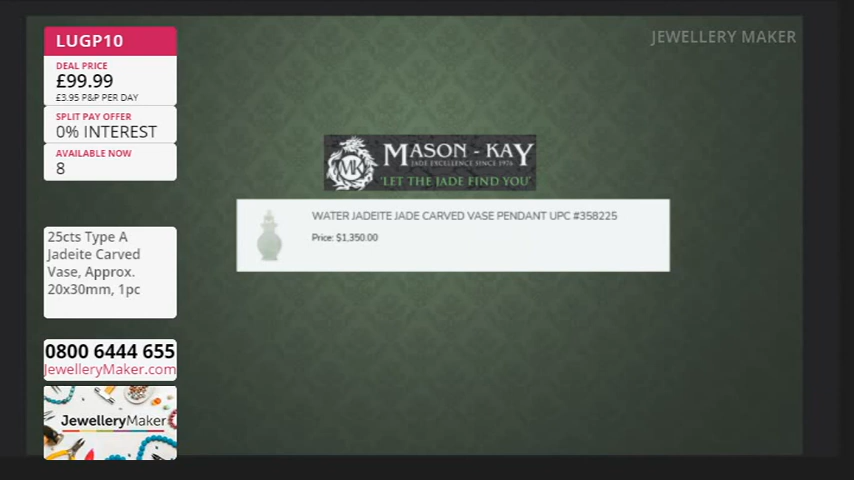 LUGP10
DEAL PRICE
£99.99
£3.95 P&P PER DAY
SPLIT PAY OFFER
0% INTEREST
AVAILABLE NOW
8
25cts Type A
Jadeite Carved
Vase, Approx.
20x30mm, 1pc
0800 6444 655
JewelleryMaker.com
JewelleryMaker
JEWELLERY MAKER
MK
MASON - KAY
JADE EXCELLENCE SINCE 1976
'LET THE JADE FIND YOU'
WATER JADEITE JADE CARVED VASE PENDANT UPC #358225
Price: $1,350.00